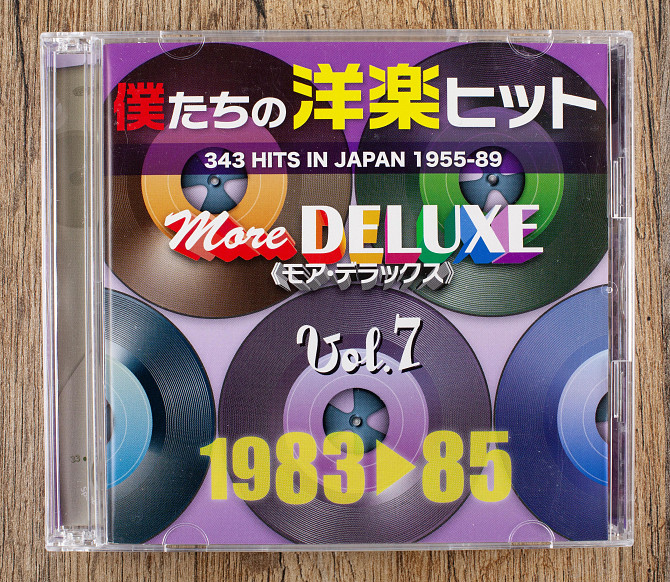 僕たちの洋楽ヒット
343 HITS IN JAPAN 1955-89
More DELUXE
《モア・デラックス》
Vol.7
1983▶85
33